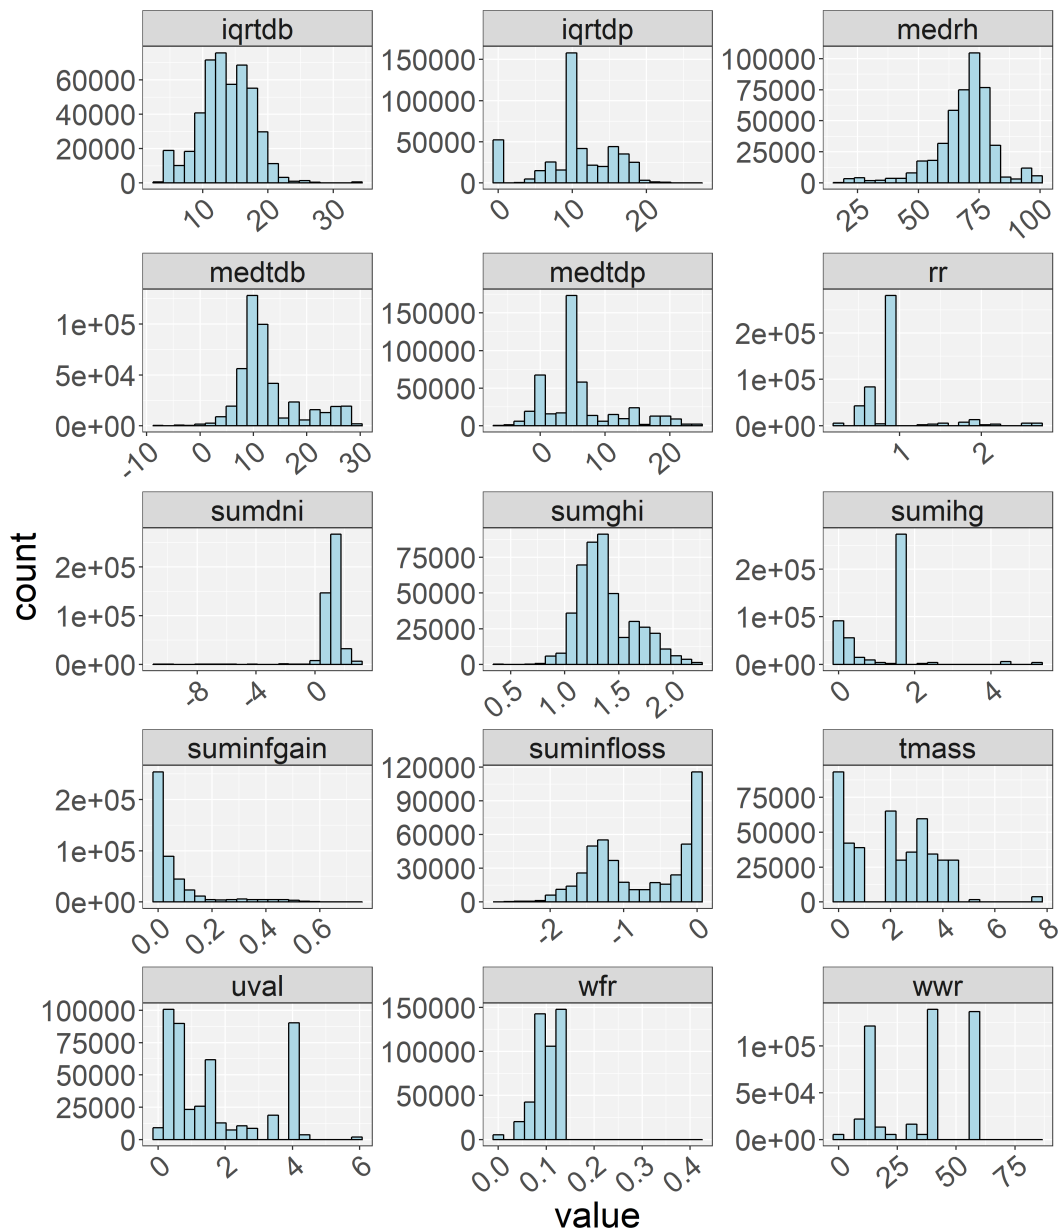 iqrtdb iqrtdp medrh
60000 40000 20000 0
150000 100000 50000 0
100000 75000 50000 25000 0
10 20 30
0 10 20
25 50 75 100
medtdb medtdp rr
1e+05 5e+04 0e+00
150000 100000 50000 0
2e+05 1e+05 0e+00
-10 0 10 20 30
0 10 20
1 2
sumdni sumghi sumihg
2e+05 1e+05 0e+00
75000 50000 25000 0
2e+05 1e+05 0e+00
-8 -4 0
0.5 1.0 1.5 2.0
0 2 4
count
suminfgain suminfloss tmass
2e+05 1e+05 0e+00
120000 90000 60000 30000 0
75000 50000 25000 0
0.0 0.2 0.4 0.6
-2 -1 0
0 2 4 6 8
uval wfr wwr
100000 75000 50000 25000 0
150000 100000 50000 0
1e+05 5e+04 0e+00
0 2 4 6
0.0 0.1 0.2 0.3 0.4
0 25 50 75
value